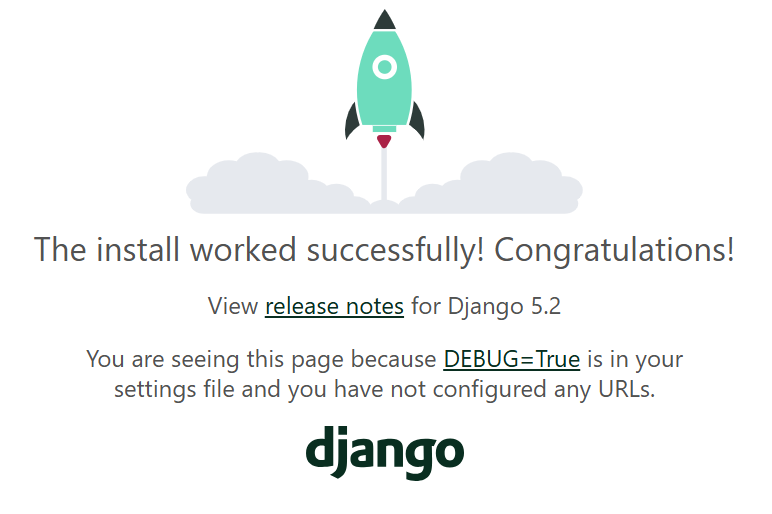 The install worked successfully! Congratulations!
View release notes for Django 5.2
You are seeing this page because DEBUG=True is in your
settings file and you have not configured any URLs.
django